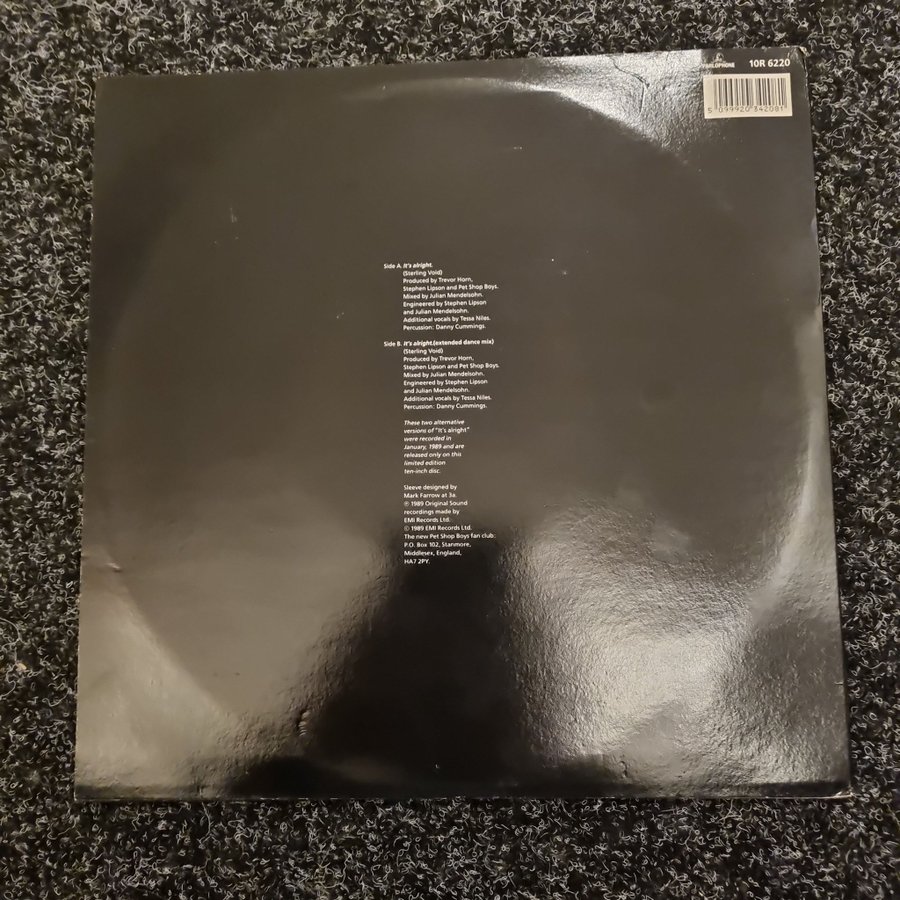 PARLOPHONE 10R 6220
5 099920 342081
Side A. It's alright.
(Sterling Void)
Produced by Trevor Horn,
Stephen Lipson and Pet Shop Boys.
Mixed by Julian Mendelsohn.
Engineered by Stephen Lipson
and Julian Mendelsohn.
Additional vocals by Tessa Niles.
Percussion: Danny Cummings.
Side B. It's alright.(extended dance mix)
(Sterling Void)
Produced by Trevor Horn,
Stephen Lipson and Pet Shop Boys.
Mixed by Julian Mendelsohn.
Engineered by Stephen Lipson
and Julian Mendelsohn.
Additional vocals by Tessa Niles.
Percussion: Danny Cummings.
These two alternative
versions of "It's alright"
were recorded in
January, 1989 and are
released only on this
limited edition
ten-inch disc.
Sleeve designed by
Mark Farrow at 3a.
℗ 1989 Original Sound
recordings made by
EMI Records Ltd.
© 1989 EMI Records Ltd.
The new Pet Shop Boys fan club:
P.O. Box 102, Stanmore,
Middlesex, England,
HA7 2PY.